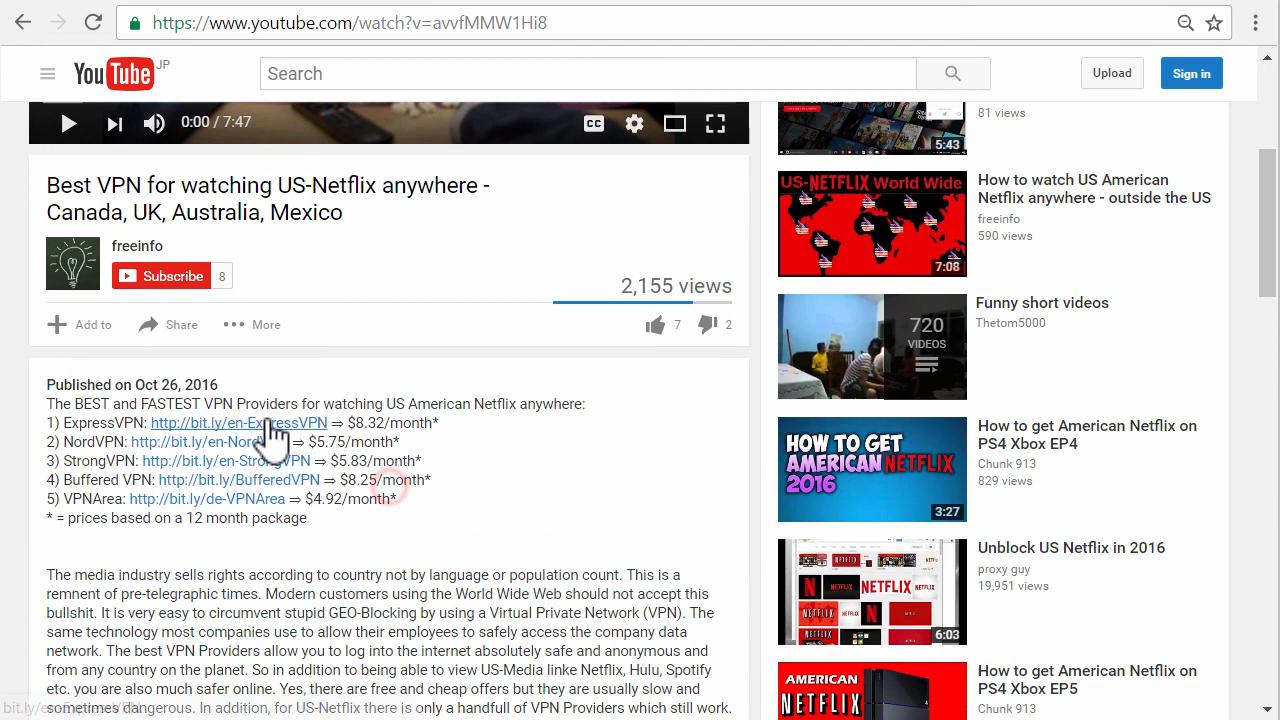 https://www.youtube.com/watch?v=avvfMMW1Hi8
YouTube JP
Search
Upload
Sign in
0:00 / 7:47
CC
Best VPN for watching US-Netflix anywhere -
Canada, UK, Australia, Mexico
freeinfo
Subscribe 8
2,155 views
Add to
Share
More
7
2
Published on Oct 26, 2016
The BEST and FASTEST VPN Providers for watching US American Netflix anywhere:
1) ExpressVPN: http://bit.ly/en-ExpressVPN ⇒ $8.32/month*
2) NordVPN: http://bit.ly/en-Nor ⇒ $5.75/month*
3) StrongVPN: http://bit.ly/en-StrongVPN ⇒ $5.83/month*
4) Buffered VPN: http://bit.ly/BufferedVPN ⇒ $8.25/month*
5) VPNArea: http://bit.ly/de-VPNArea ⇒ $4.92/month*
* = prices based on a 12 month package
The media industry still thinks according to country not by language or population count. This is a
remnent of pre-internet times. Modern customers using the World Wide Web should not accept this
bullshit. It is very easy to circumvent stupid GEO-Blocking by using a Virtual Private Network (VPN). The
same technology most companies use to allow their employees to safely access the company data
network. The best VPN Providers allow you to log into the internet absolutely safe and anonymous and
from any country on the planet. So in addition to being able to view US-Media linke Netflix, Hulu, Spotify
etc. you are also much safer online. Yes, there are free and cheap offers but they are usually slow and
sometimes dangerous. In addition, for US-Netflix there is only a handfull of VPN Providers which still work.
81 views
5:43
US-NETFLIX World Wide
7:08
How to watch US American
Netflix anywhere - outside the US
freeinfo
590 views
720
VIDEOS
Funny short videos
Thetom5000
HOW TO GET
AMERICAN NETFLIX
2016
3:27
How to get American Netflix on
PS4 Xbox EP4
Chunk 913
829 views
NETFLIX
6:03
Unblock US Netflix in 2016
proxy guy
19,951 views
AMERICAN
NETFLIX
How to get American Netflix on
PS4 Xbox EP5
Chunk 913